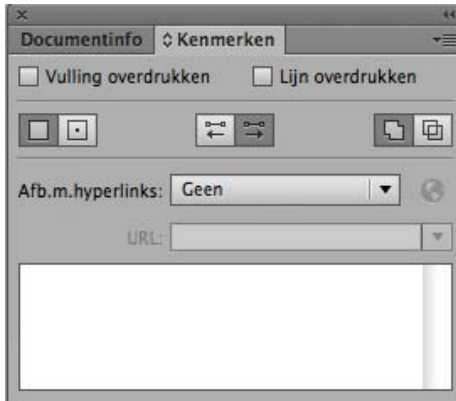 Documentinfo Kenmerken
Vulling overdrukken Lijn overdrukken
Afb.m.hyperlinks: Geen
URL: